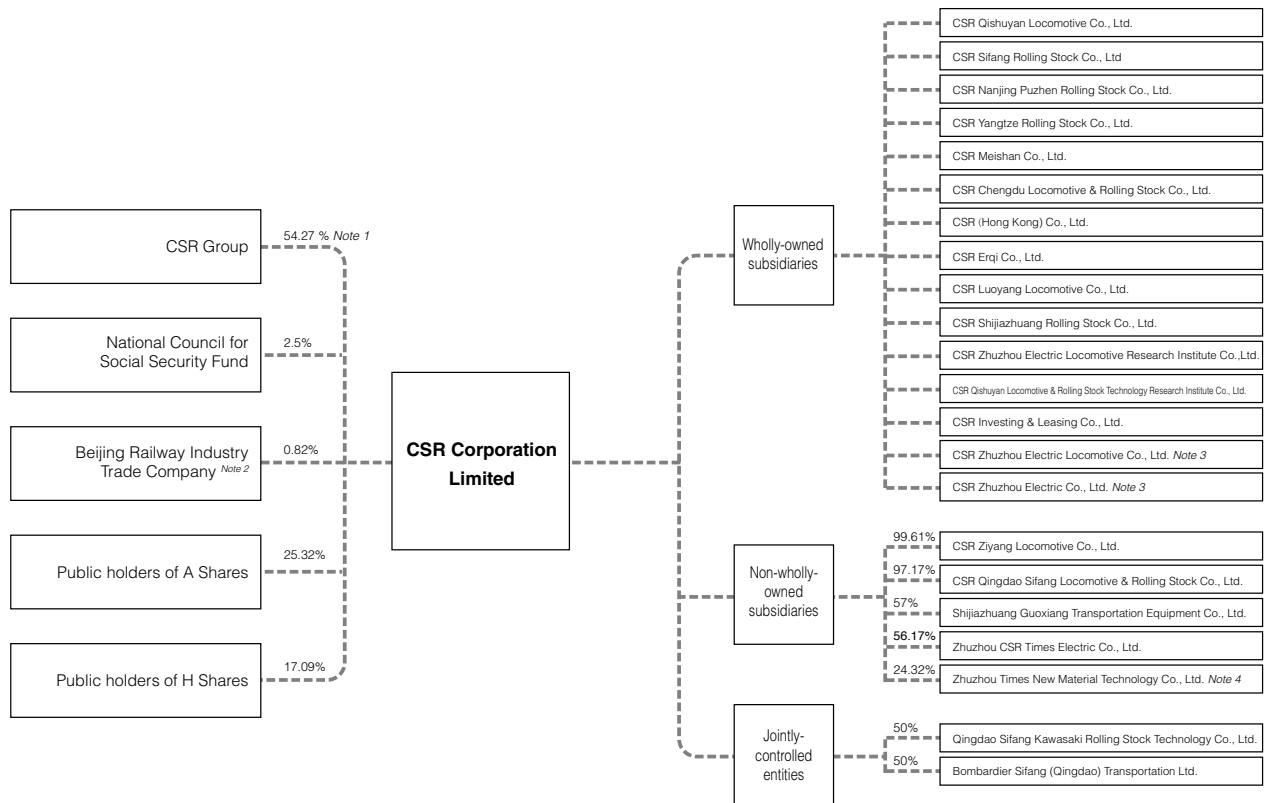 CSR Group
54.27 % Note 1
National Council for
Social Security Fund
2.5%
Beijing Railway Industry
Trade Company Note 2
0.82%
Public holders of A Shares
25.32%
Public holders of H Shares
17.09%
CSR Corporation
Limited
Wholly-owned
subsidiaries
CSR Qishuyan Locomotive Co., Ltd.
CSR Sifang Rolling Stock Co., Ltd
CSR Nanjing Puzhen Rolling Stock Co., Ltd.
CSR Yangtze Rolling Stock Co., Ltd.
CSR Meishan Co., Ltd.
CSR Chengdu Locomotive & Rolling Stock Co., Ltd.
CSR (Hong Kong) Co., Ltd.
CSR Erqi Co., Ltd.
CSR Luoyang Locomotive Co., Ltd.
CSR Shijiazhuang Rolling Stock Co., Ltd.
CSR Zhuzhou Electric Locomotive Research Institute Co.,Ltd.
CSR Qishuyan Locomotive & Rolling Stock Technology Research Institute Co., Ltd.
CSR Investing & Leasing Co., Ltd.
CSR Zhuzhou Electric Locomotive Co., Ltd. Note 3
CSR Zhuzhou Electric Co., Ltd. Note 3
Non-wholly-
owned
subsidiaries
99.61%
CSR Ziyang Locomotive Co., Ltd.
97.17%
CSR Qingdao Sifang Locomotive & Rolling Stock Co., Ltd.
57%
Shijiazhuang Guoxiang Transportation Equipment Co., Ltd.
56.17%
Zhuzhou CSR Times Electric Co., Ltd.
24.32%
Zhuzhou Times New Material Technology Co., Ltd. Note 4
Jointly-
controlled
entities
50%
Qingdao Sifang Kawasaki Rolling Stock Technology Co., Ltd.
50%
Bombardier Sifang (Qingdao) Transportation Ltd.